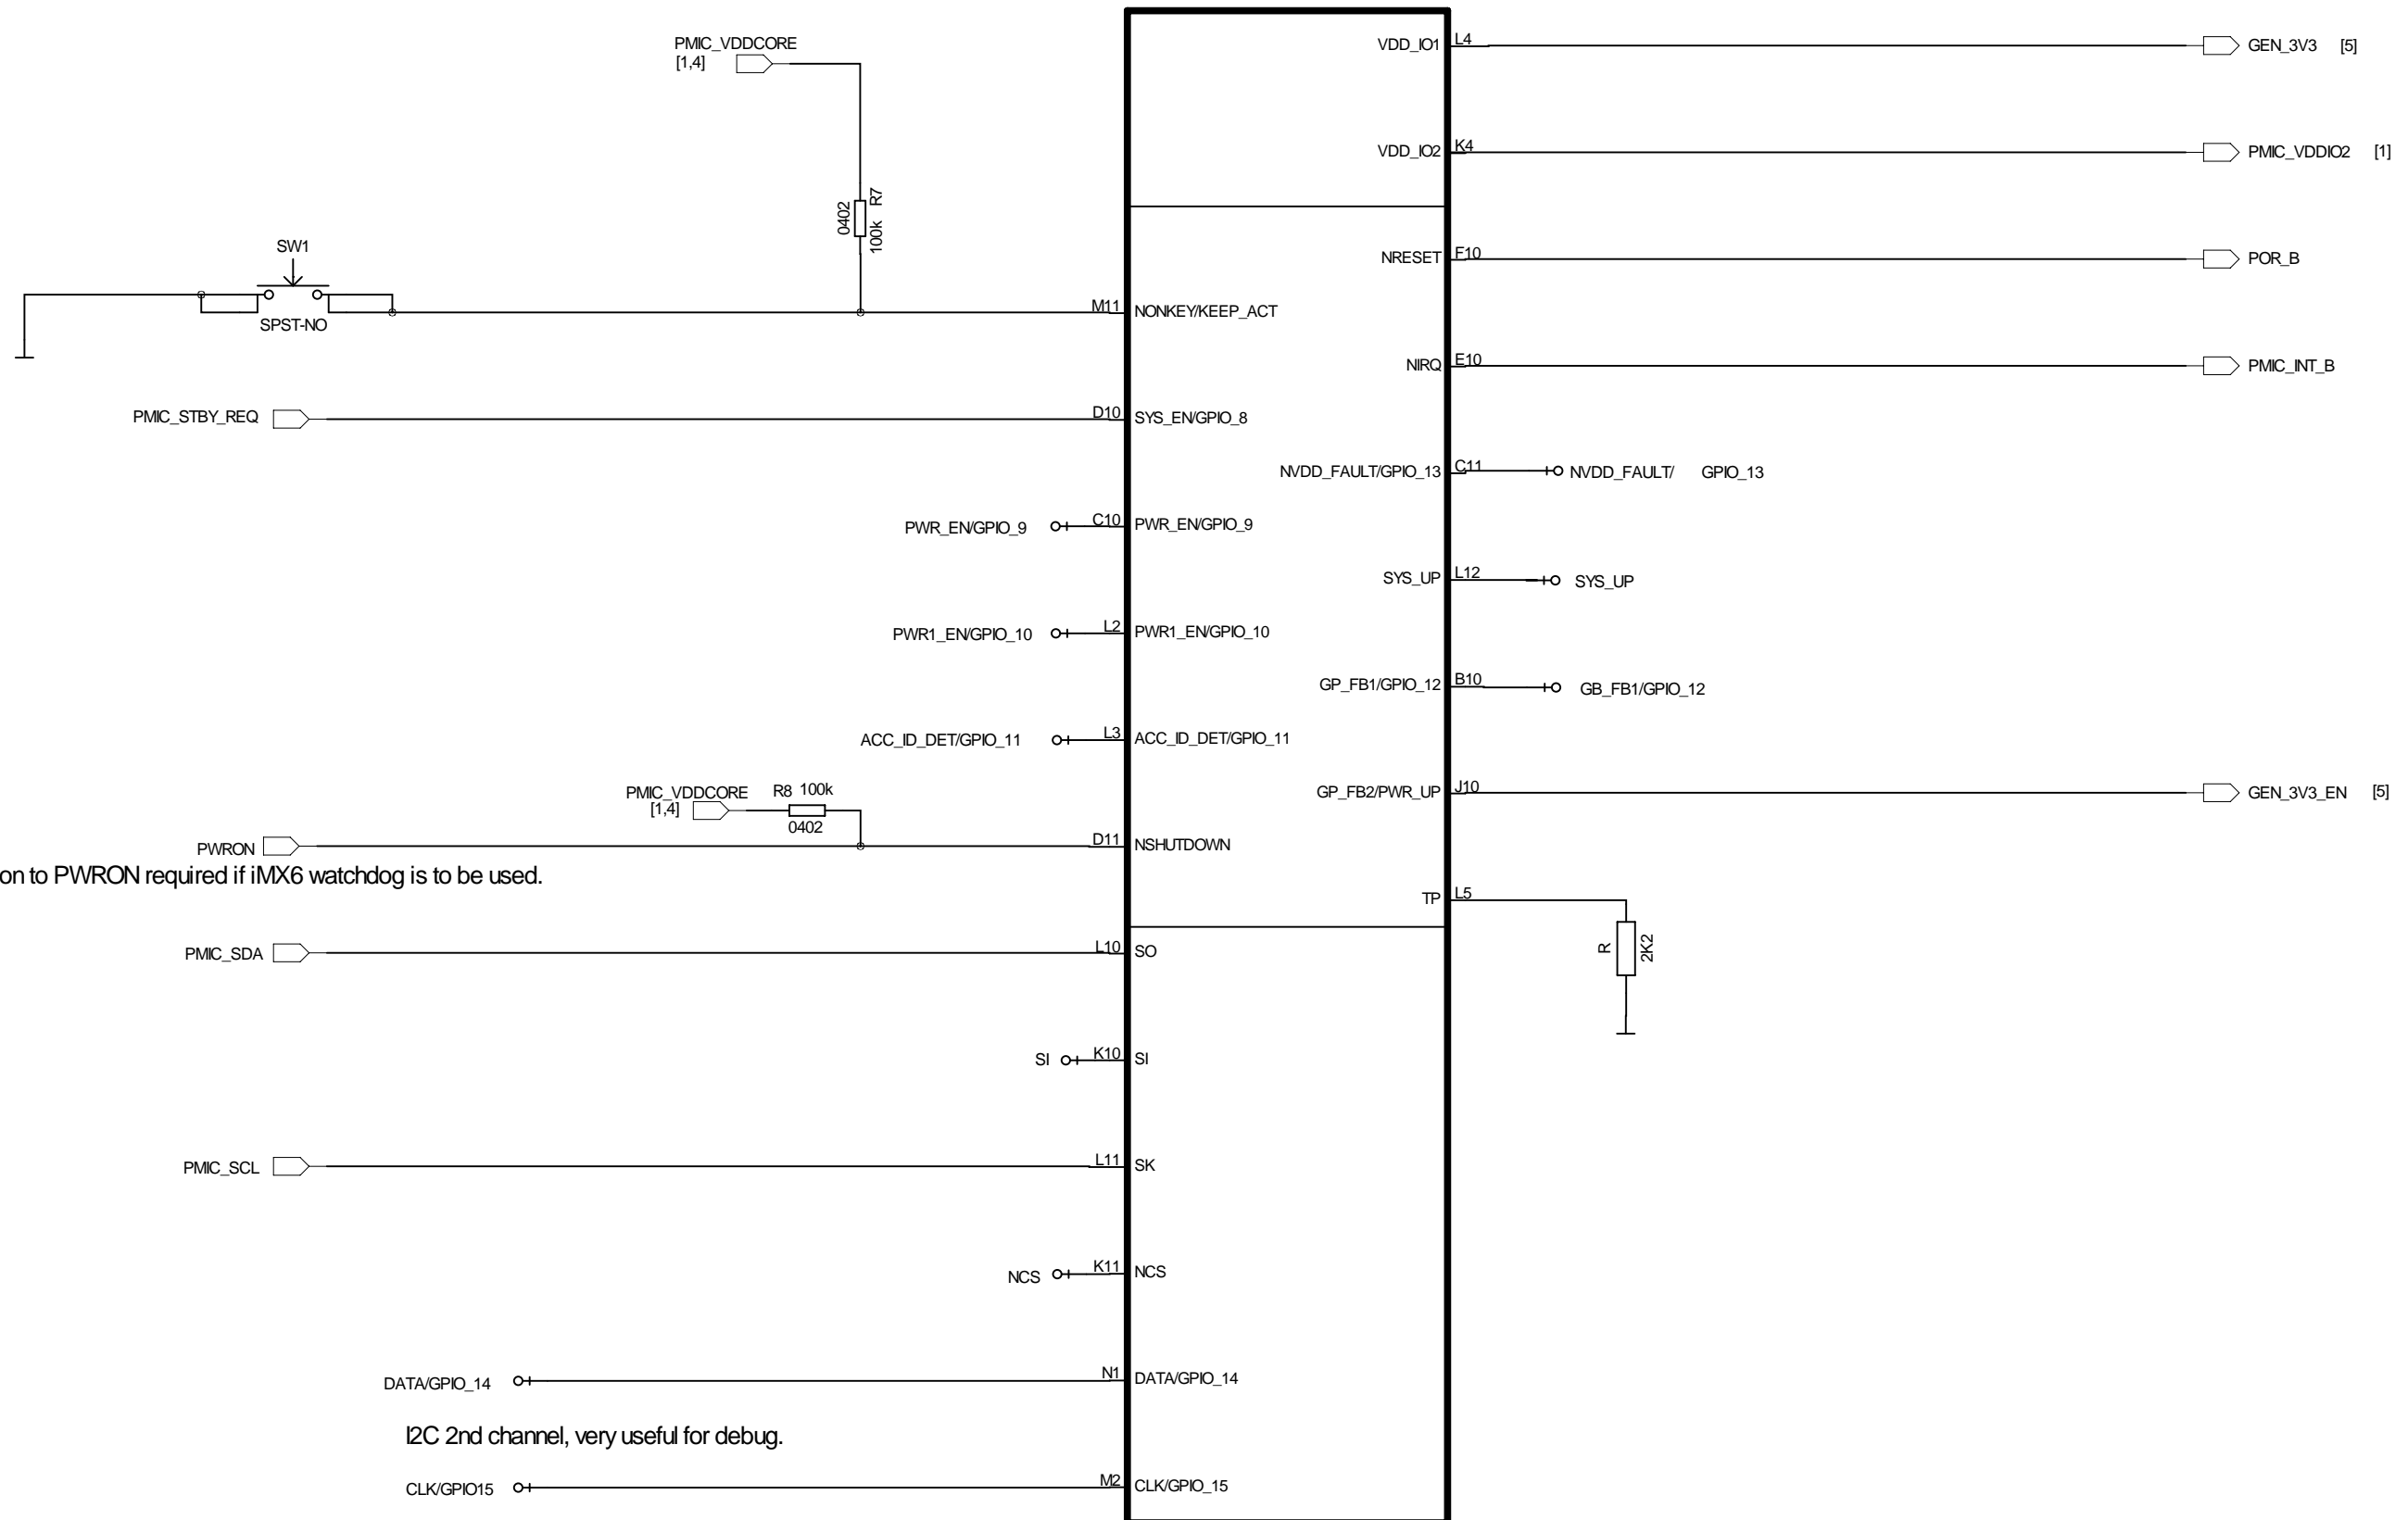 PMIC_VDDCORE
[1,4]
0402
100k R7
SW1
SPST-NO
M11 NONKEY/KEEP_ACT
PMIC_STBY_REQ D10 SYS_EN/GPIO_8
PWR_EN/GPIO_9 C10 PWR_EN/GPIO_9
PWR1_EN/GPIO_10 L2 PWR1_EN/GPIO_10
ACC_ID_DET/GPIO_11 L3 ACC_ID_DET/GPIO_11
PMIC_VDDCORE R8 100k
[1,4]
0402
PWRON D11 NSHUTDOWN
on to PWRON required if iMX6 watchdog is to be used.
PMIC_SDA L10 SO
SI K10 SI
PMIC_SCL L11 SK
NCS K11 NCS
DATA/GPIO_14 N1 DATA/GPIO_14
I2C 2nd channel, very useful for debug.
CLK/GPIO15 M2 CLK/GPIO_15
VDD_IO1 L4 GEN_3V3 [5]
VDD_IO2 K4 PMIC_VDDIO2 [1]
NRESET F10 POR_B
NIRQ E10 PMIC_INT_B
NVDD_FAULT/GPIO_13 C11 NVDD_FAULT/ GPIO_13
SYS_UP L12 SYS_UP
GP_FB1/GPIO_12 B10 GB_FB1/GPIO_12
GP_FB2/PWR_UP J10 GEN_3V3_EN [5]
TP L5
R 2K2